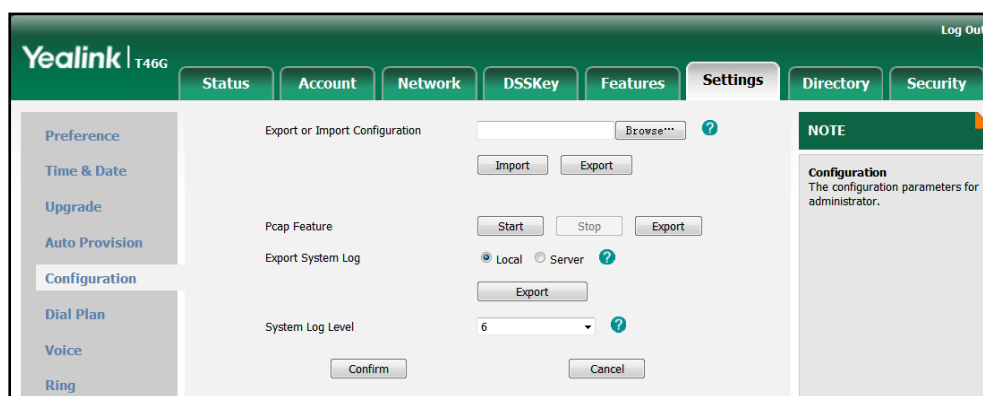 Log Out
Yealink | T46G
Status Account Network DSSKey Features Settings Directory Security
Preference
Time & Date
Upgrade
Auto Provision
Configuration
Dial Plan
Voice
Ring
Export or Import Configuration Browse...
Import Export
Pcap Feature Start Stop Export
Export System Log Local Server
Export
System Log Level 6
Confirm Cancel
NOTE
Configuration
The configuration parameters for
administrator.